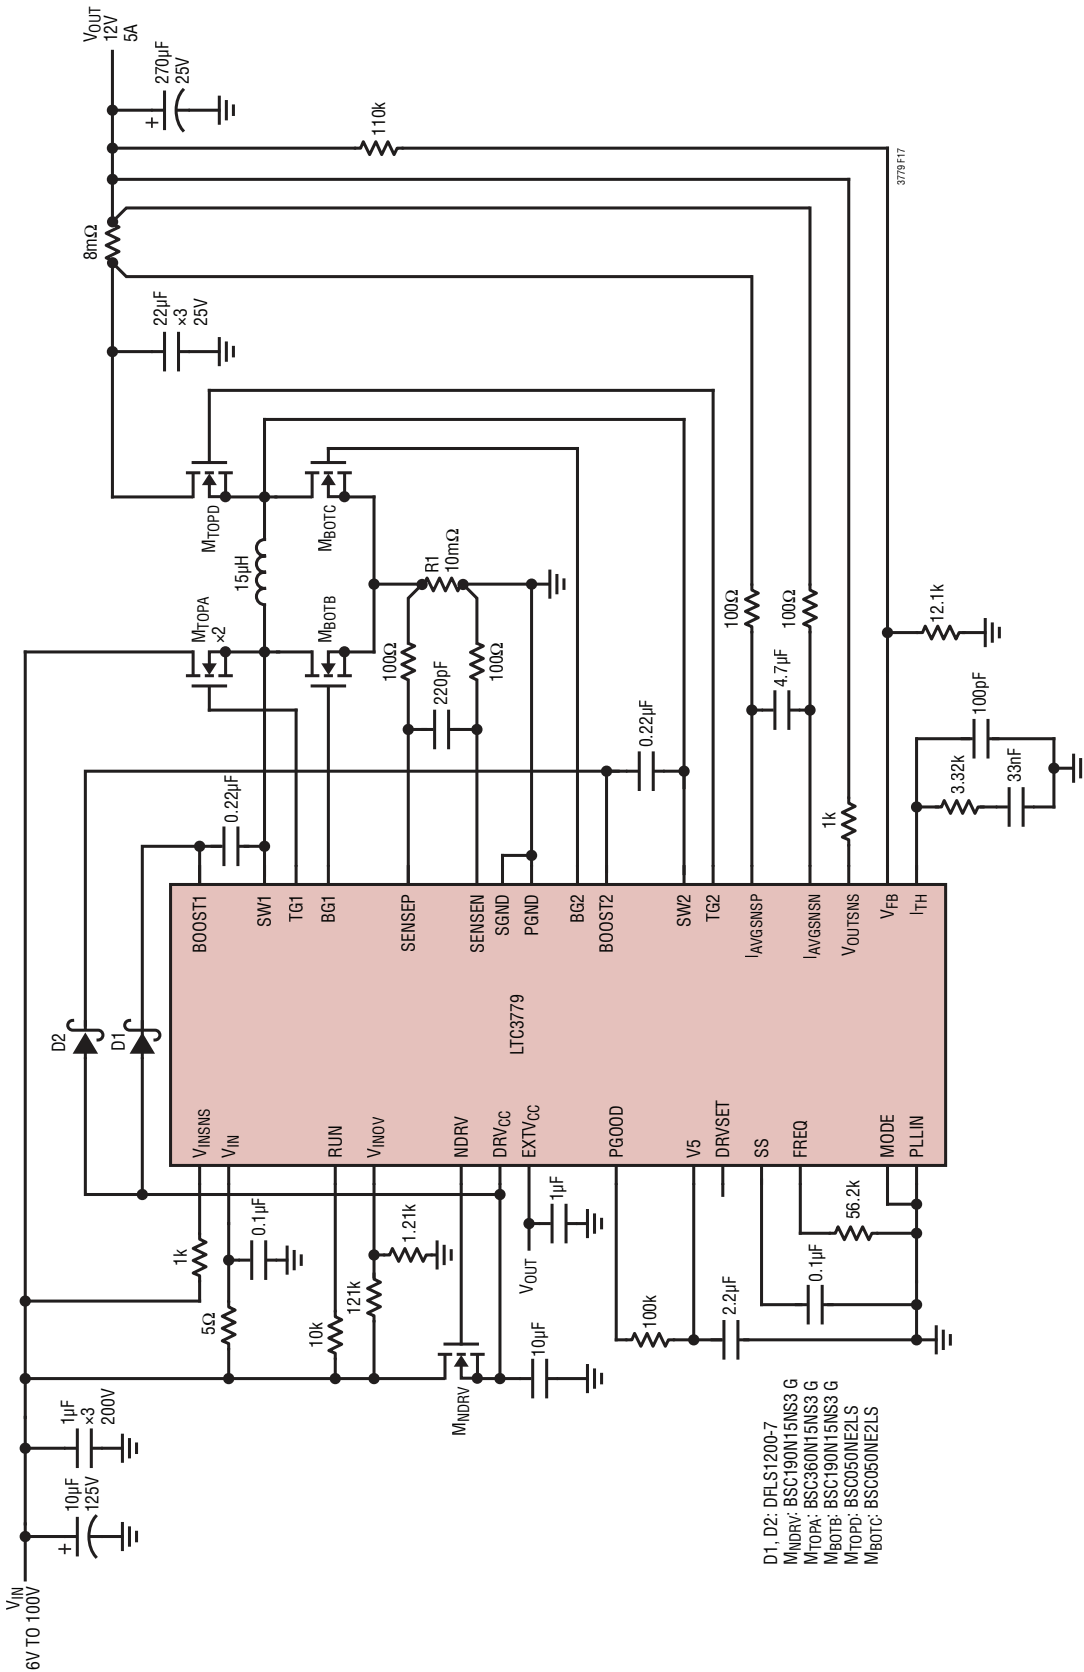 VIN
6V TO 100V
10µF
125V
+
1µF
×3
200V
5Ω
1k
0.1µF
10k
121k
1.21k
MNDRV
10µF
VOUT
1µF
100k
2.2µF
0.1µF
56.2k
D2
D1
VINSNS
VIN
RUN
VINOV
NDRV
DRVCC
EXTVCC
PGOOD
V5
DRVSET
SS
FREQ
MODE
PLLIN
LTC3779
BOOST1
SW1
TG1
BG1
SENSEP
SENSEN
SGND
PGND
BG2
BOOST2
SW2
TG2
IAVGSNSP
IAVGSNSN
VOUTSNS
VFB
ITH
0.22µF
MTOPA
×2
15µH
MTOPD
MBOTB
MBOTC
100Ω
220pF
100Ω
R1
10mΩ
0.22µF
100Ω
100Ω
4.7µF
1k
12.1k
3.32k
33nF
100pF
22µF
×3
25V
8mΩ
110k
+
270µF
25V
VOUT
12V
5A
D1, D2: DFLS1200-7
MNDRV: BSC190N15NS3 G
MTOPA: BSC360N15NS3 G
MBOTB: BSC190N15NS3 G
MTOPD: BSC050NE2LS
MBOTC: BSC050NE2LS
3779 F17